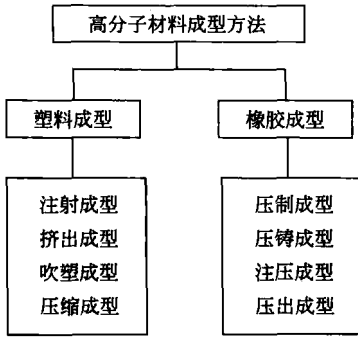 高分子材料成型方法
塑料成型
橡胶成型
注射成型
挤出成型
吹塑成型
压缩成型
压制成型
压铸成型
注压成型
压出成型